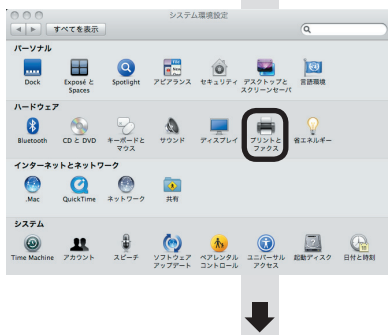 システム環境設定
すべてを表示
パーソナル
Dock
Exposé と
Spaces
Spotlight
アピアランス
セキュリティ
デスクトップと
スクリーンセーバ
言語環境
ハードウェア
Bluetooth
CD と DVD
キーボードと
マウス
サウンド
ディスプレイ
プリントと
ファクス
省エネルギー
インターネットとネットワーク
.Mac
QuickTime
ネットワーク
共有
システム
Time Machine
アカウント
スピーチ
ソフトウェア
アップデート
ペアレンタル
コントロール
ユニバーサル
アクセス
起動ディスク
日付と時刻